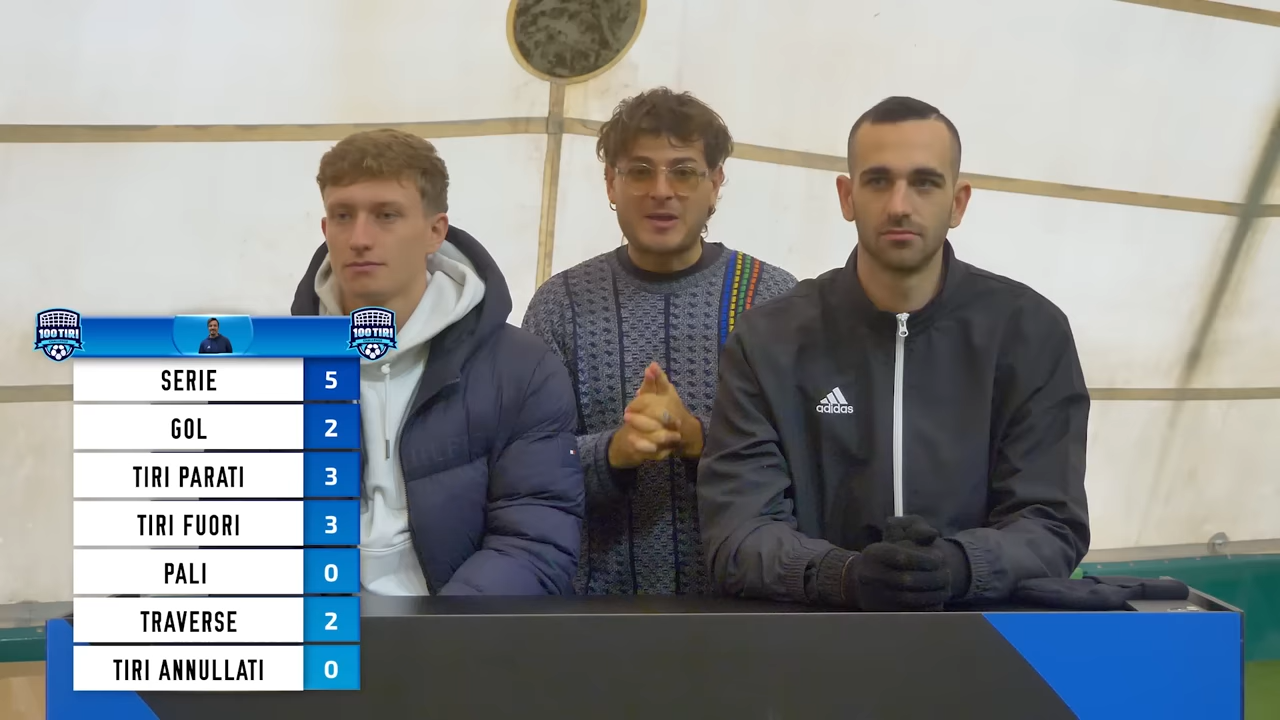 100 TIRI
100 TIRI
SERIE 5
GOL 2
TIRI PARATI 3
TIRI FUORI 3
PALI 0
TRAVERSE 2
TIRI ANNULLATI 0
adidas